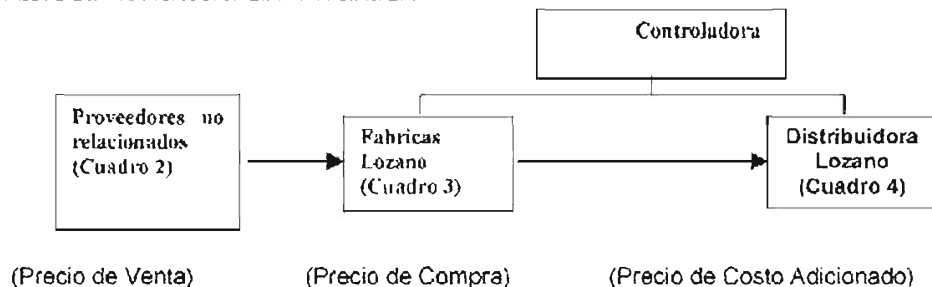 Controladora
Proveedores no
relacionados
(Cuadro 2)
Fabricas
Lozano
(Cuadro 3)
Distribuidora
Lozano
(Cuadro 4)
(Precio de Venta)
(Precio de Compra)
(Precio de Costo Adicionado)